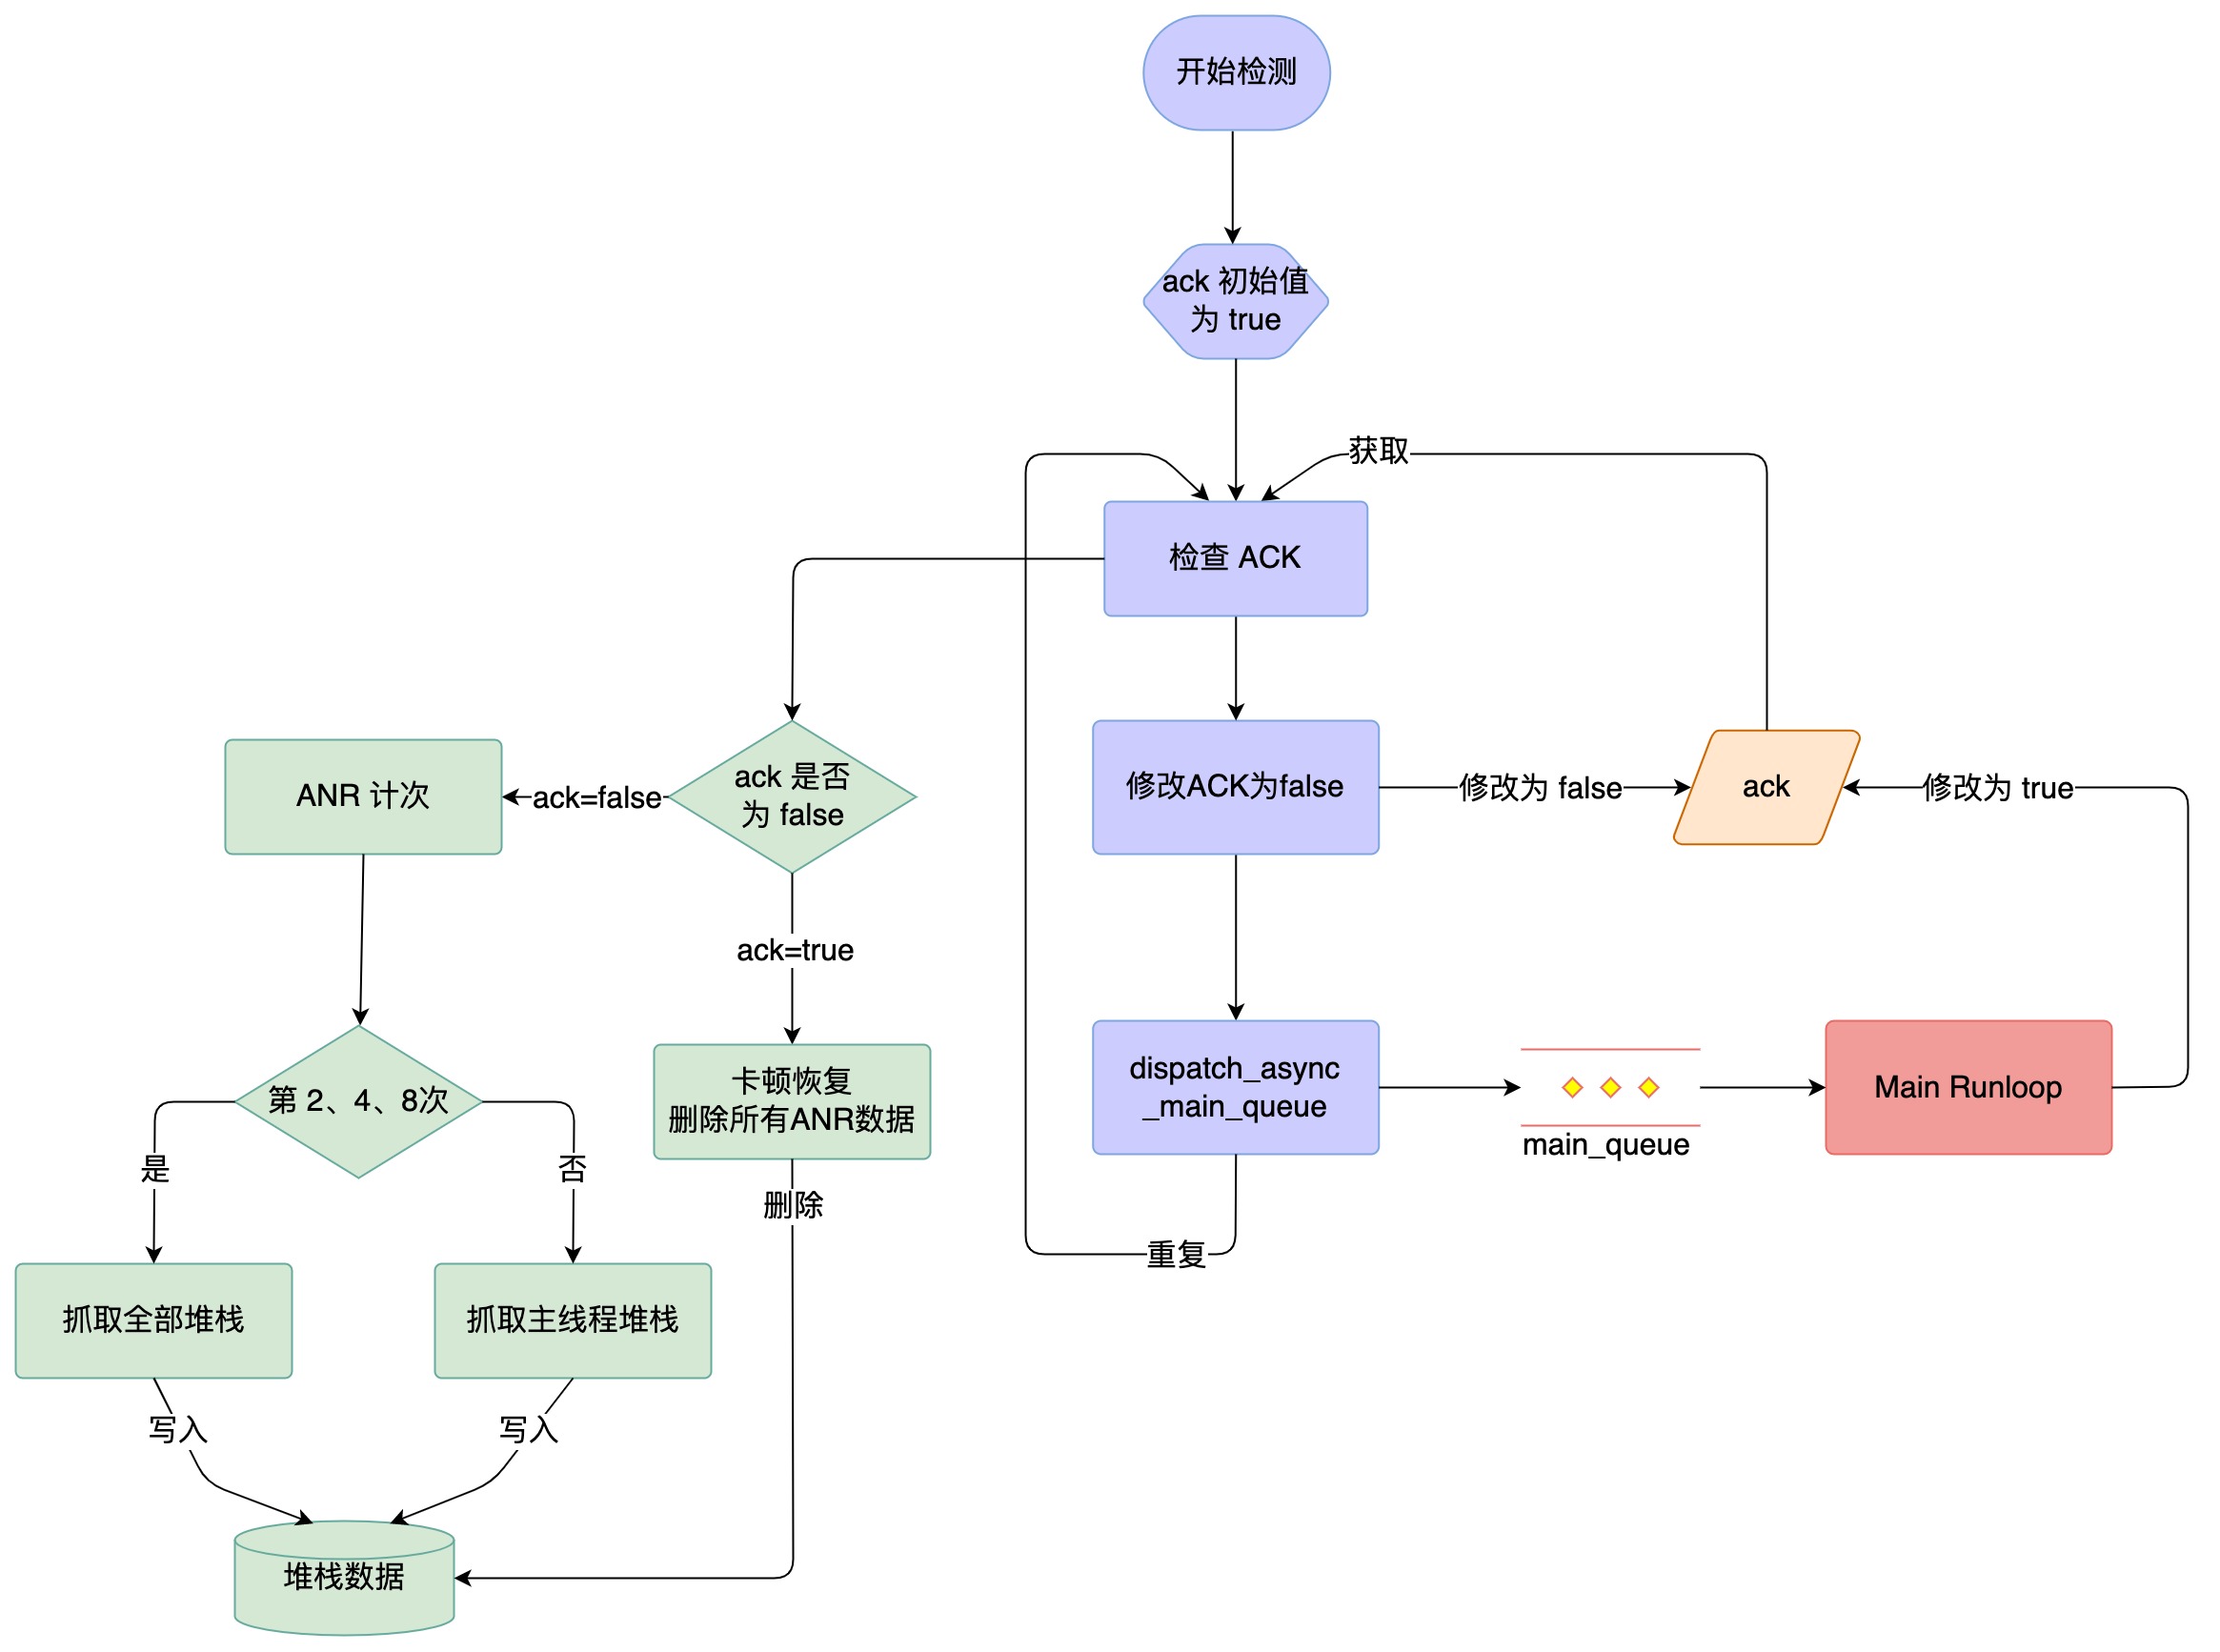 开始检测
ack 初始值
为 true
获取
检查 ACK
ANR 计次
ack=false
ack 是否
为 false
修改ACK为false
修改为 false
ack
修改为 true
ack=true
第 2、4、8次
卡顿恢复
删除所有ANR数据
dispatch_async
_main_queue
main_queue
Main Runloop
是
否
删除
重复
抓取全部堆栈
抓取主线程堆栈
写入
写入
堆栈数据